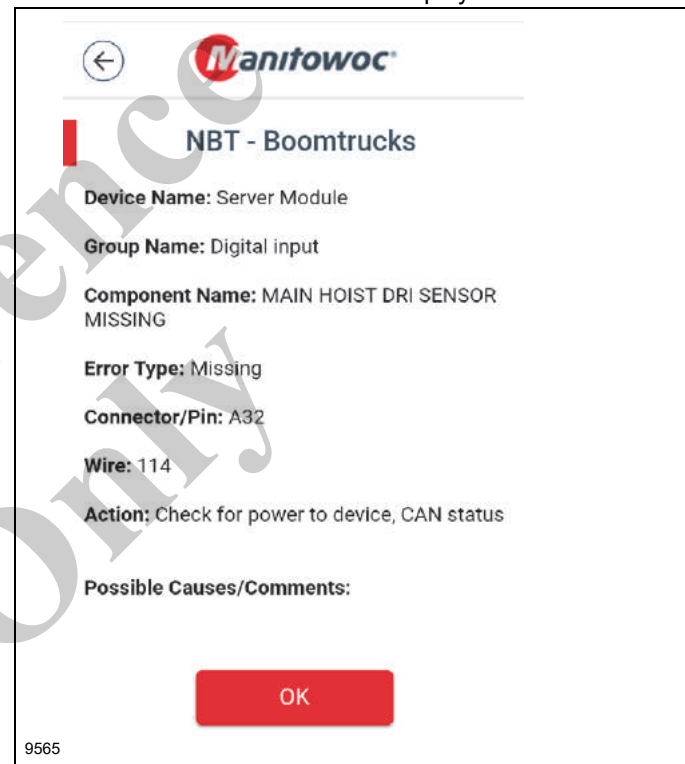 Manitowoc
NBT - Boomtrucks
Device Name: Server Module
Group Name: Digital input
Component Name: MAIN HOIST DRI SENSOR
MISSING
Error Type: Missing
Connector/Pin: A32
Wire: 114
Action: Check for power to device, CAN status
Possible Causes/Comments:
OK
9565